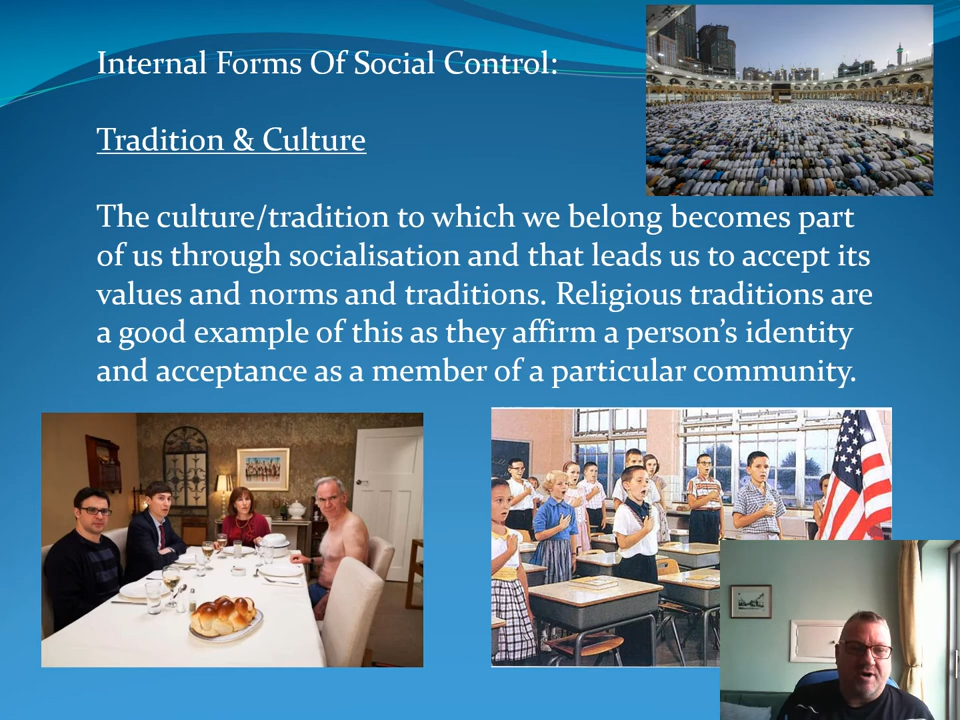 Internal Forms Of Social Control:
Tradition & Culture
The culture/tradition to which we belong becomes part
of us through socialisation and that leads us to accept its
values and norms and traditions. Religious traditions are
a good example of this as they affirm a person's identity
and acceptance as a member of a particular community.